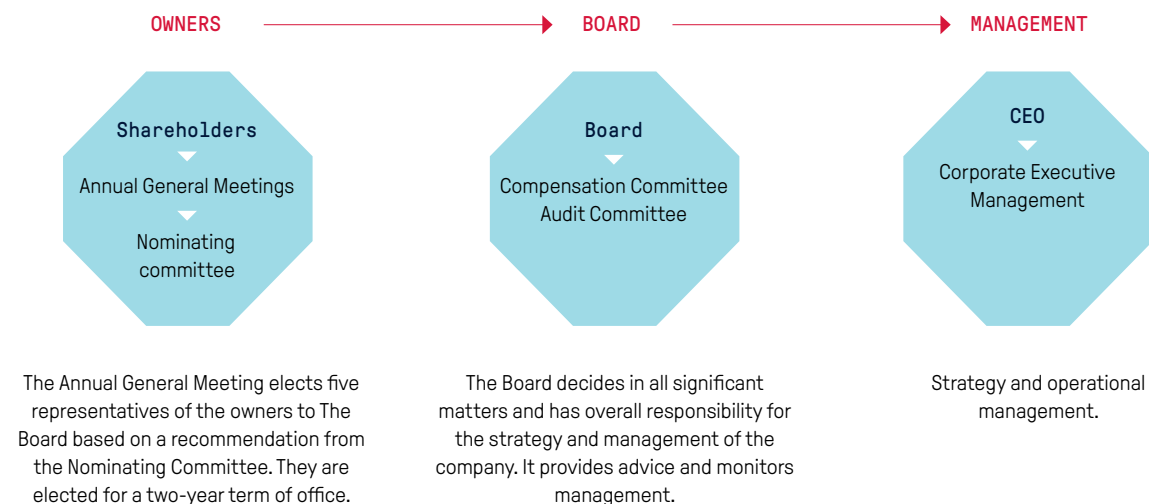 OWNERS
BOARD
MANAGEMENT
Shareholders
Annual General Meetings
Nominating
committee
Board
Compensation Committee
Audit Committee
CEO
Corporate Executive
Management
The Annual General Meeting elects five
representatives of the owners to The
Board based on a recommendation from
the Nominating Committee. They are
elected for a two-year term of office.
The Board decides in all significant
matters and has overall responsibility for
the strategy and management of the
company. It provides advice and monitors
management.
Strategy and operational
management.